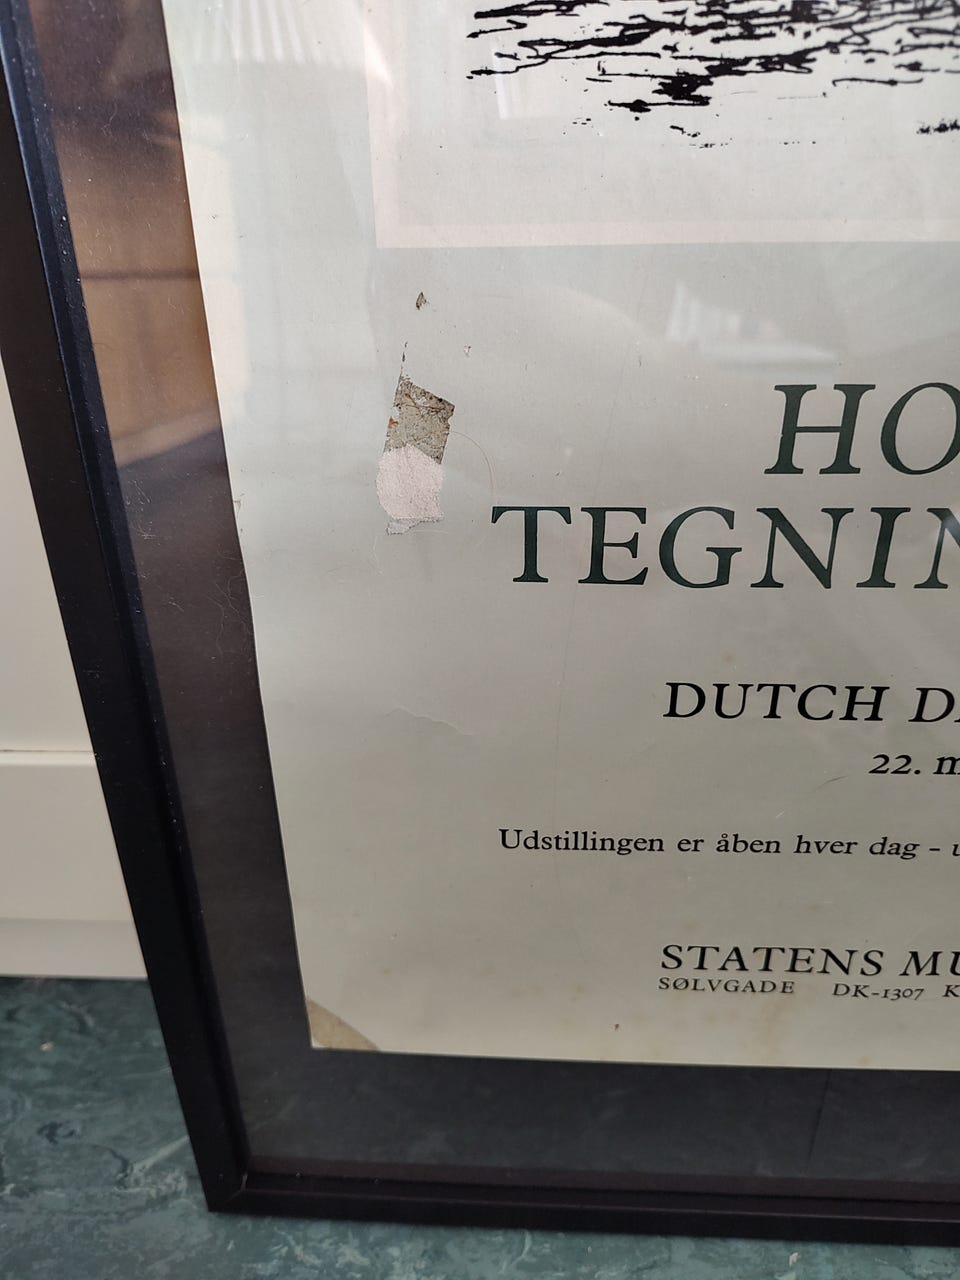 HO
TEGNIN
DUTCH D
22. m
Udstillingen er åben hver dag - u
STATENS MU
SØLVGADE DK-1307 K